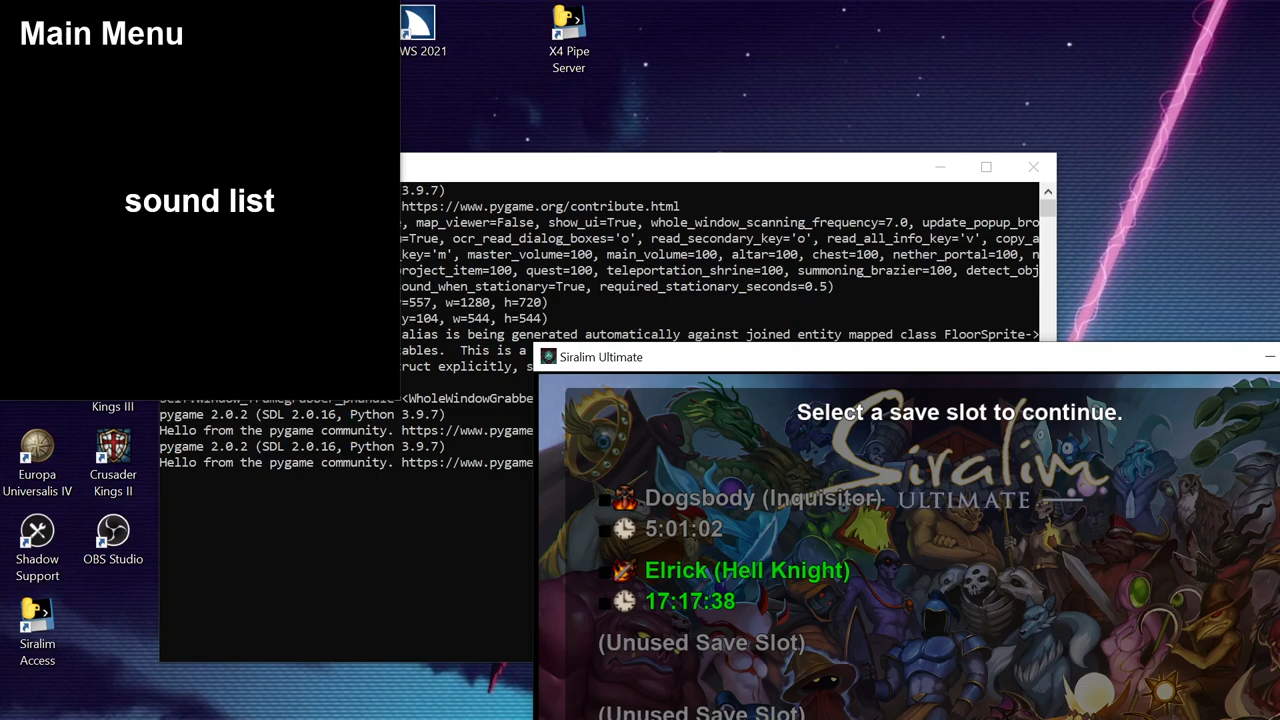 Main Menu
sound list
WS 2021
X4 Pipe
Server
3.9.7)
https://www.pygame.org/contribute.html
, map_viewer=False, show_ui=True, whole_window_scanning_frequency=7.0, update_popup_bro
=True, ocr_read_dialog_boxes='o', read_secondary_key='o', read_all_info_key='v', copy_a
key='m', master_volume=100, main_volume=100, altar=100, chest=100, nether_portal=100, n
project_item=100, quest=100, teleportation_shrine=100, summoning_brazier=100, detect_obj
ound_when_stationary=True, required_stationary_seconds=0.5)
=557, w=1280, h=720)
y=104, w=544, h=544)
alias is being generated automatically against joined entity mapped class FloorSprite->
ables.  This is a
ruct explicitly, s
pygame 2.0.2 (SDL 2.0.16, Python 3.9.7)
Hello from the pygame community. https://www.pygame
pygame 2.0.2 (SDL 2.0.16, Python 3.9.7)
Hello from the pygame community. https://www.pygame
Kings III
Europa
Universalis IV
Crusader
Kings II
Shadow
Support
OBS Studio
Siralim
Access
Siralim Ultimate
Select a save slot to continue.
Siralim
ULTIMATE
Dogsbody (Inquisitor)
5:01:02
Elrick (Hell Knight)
17:17:38
(Unused Save Slot)
(Unused Save Slot)